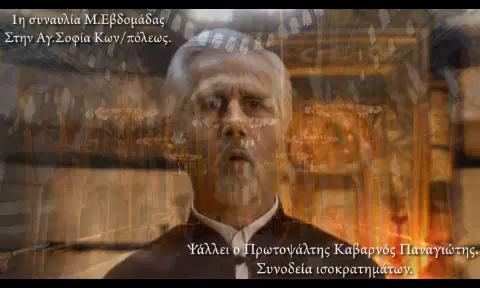 1η συναυλία Μ.Εβδομάδας
Στην Αγ.Σοφία Κων/πόλεως.
Ψάλλει ο Πρωτοψάλτης Καβαρνός Παναγιώτης.
Συνοδεία ισοκρατημάτων.